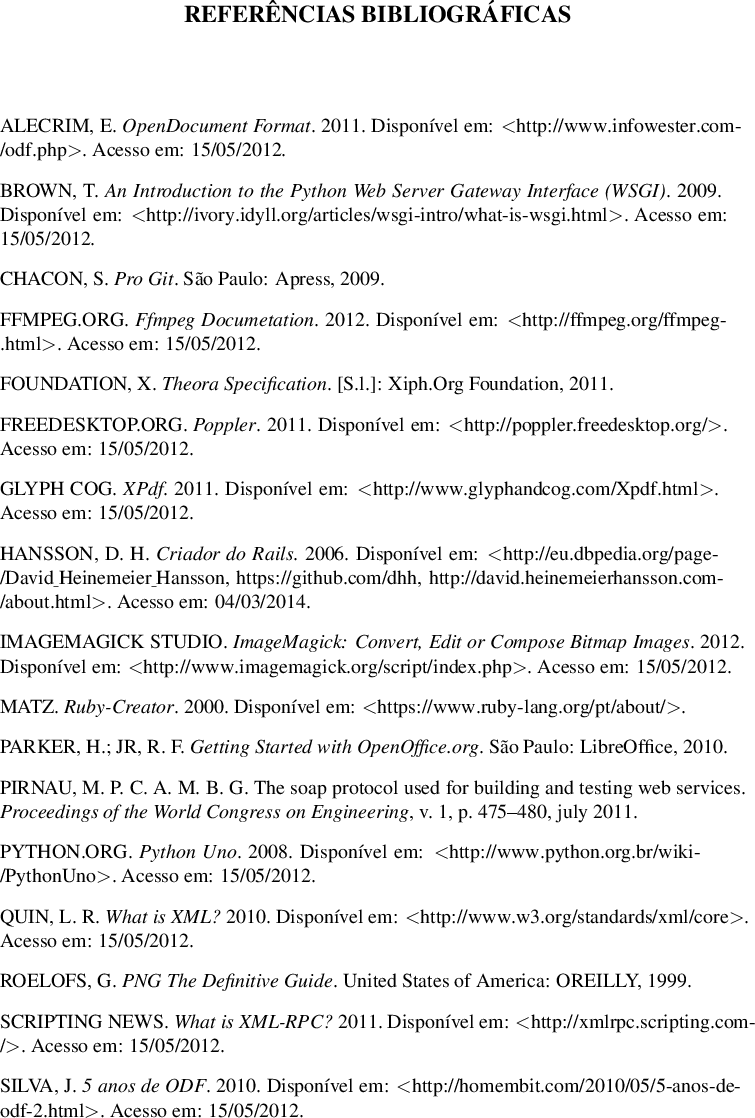 REFERÊNCIAS BIBLIOGRÁFICAS
ALECRIM, E. OpenDocument Format. 2011. Disponível em: <http://www.infowester.com-
/odf.php>. Acesso em: 15/05/2012.
BROWN, T. An Introduction to the Python Web Server Gateway Interface (WSGI). 2009.
Disponível em: <http://ivory.idyll.org/articles/wsgi-intro/what-is-wsgi.html>. Acesso em:
15/05/2012.
CHACON, S. Pro Git. São Paulo: Apress, 2009.
FFMPEG.ORG. Ffmpeg Documetation. 2012. Disponível em: <http://ffmpeg.org/ffmpeg-
.html>. Acesso em: 15/05/2012.
FOUNDATION, X. Theora Specification. [S.l.]: Xiph.Org Foundation, 2011.
FREEDESKTOP.ORG. Poppler. 2011. Disponível em: <http://poppler.freedesktop.org/>.
Acesso em: 15/05/2012.
GLYPH COG. XPdf. 2011. Disponível em: <http://www.glyphandcog.com/Xpdf.html>.
Acesso em: 15/05/2012.
HANSSON, D. H. Criador do Rails. 2006. Disponível em: <http://eu.dbpedia.org/page-
/David_Heinemeier_Hansson, https://github.com/dhh, http://david.heinemeierhansson.com-
/about.html>. Acesso em: 04/03/2014.
IMAGEMAGICK STUDIO. ImageMagick: Convert, Edit or Compose Bitmap Images. 2012.
Disponível em: <http://www.imagemagick.org/script/index.php>. Acesso em: 15/05/2012.
MATZ. Ruby-Creator. 2000. Disponível em: <https://www.ruby-lang.org/pt/about/>.
PARKER, H.; JR, R. F. Getting Started with OpenOffice.org. São Paulo: LibreOffice, 2010.
PIRNAU, M. P. C. A. M. B. G. The soap protocol used for building and testing web services.
Proceedings of the World Congress on Engineering, v. 1, p. 475–480, july 2011.
PYTHON.ORG. Python Uno. 2008. Disponível em: <http://www.python.org.br/wiki-
/PythonUno>. Acesso em: 15/05/2012.
QUIN, L. R. What is XML? 2010. Disponível em: <http://www.w3.org/standards/xml/core>.
Acesso em: 15/05/2012.
ROELOFS, G. PNG The Definitive Guide. United States of America: OREILLY, 1999.
SCRIPTING NEWS. What is XML-RPC? 2011. Disponível em: <http://xmlrpc.scripting.com-
/>. Acesso em: 15/05/2012.
SILVA, J. 5 anos de ODF. 2010. Disponível em: <http://homembit.com/2010/05/5-anos-de-
odf-2.html>. Acesso em: 15/05/2012.